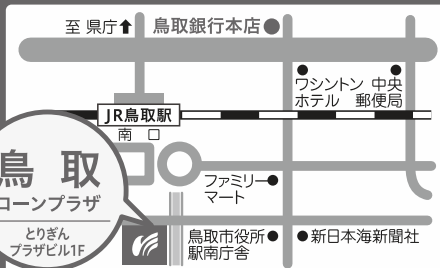 至 県庁
鳥取銀行本店
ワシントン
ホテル
中央
郵便局
JR鳥取駅
南 口
鳥 取
ローンプラザ
とりぎん
プラザビル1F
ファミリー
マート
鳥取市役所
駅南庁舎
新日本海新聞社